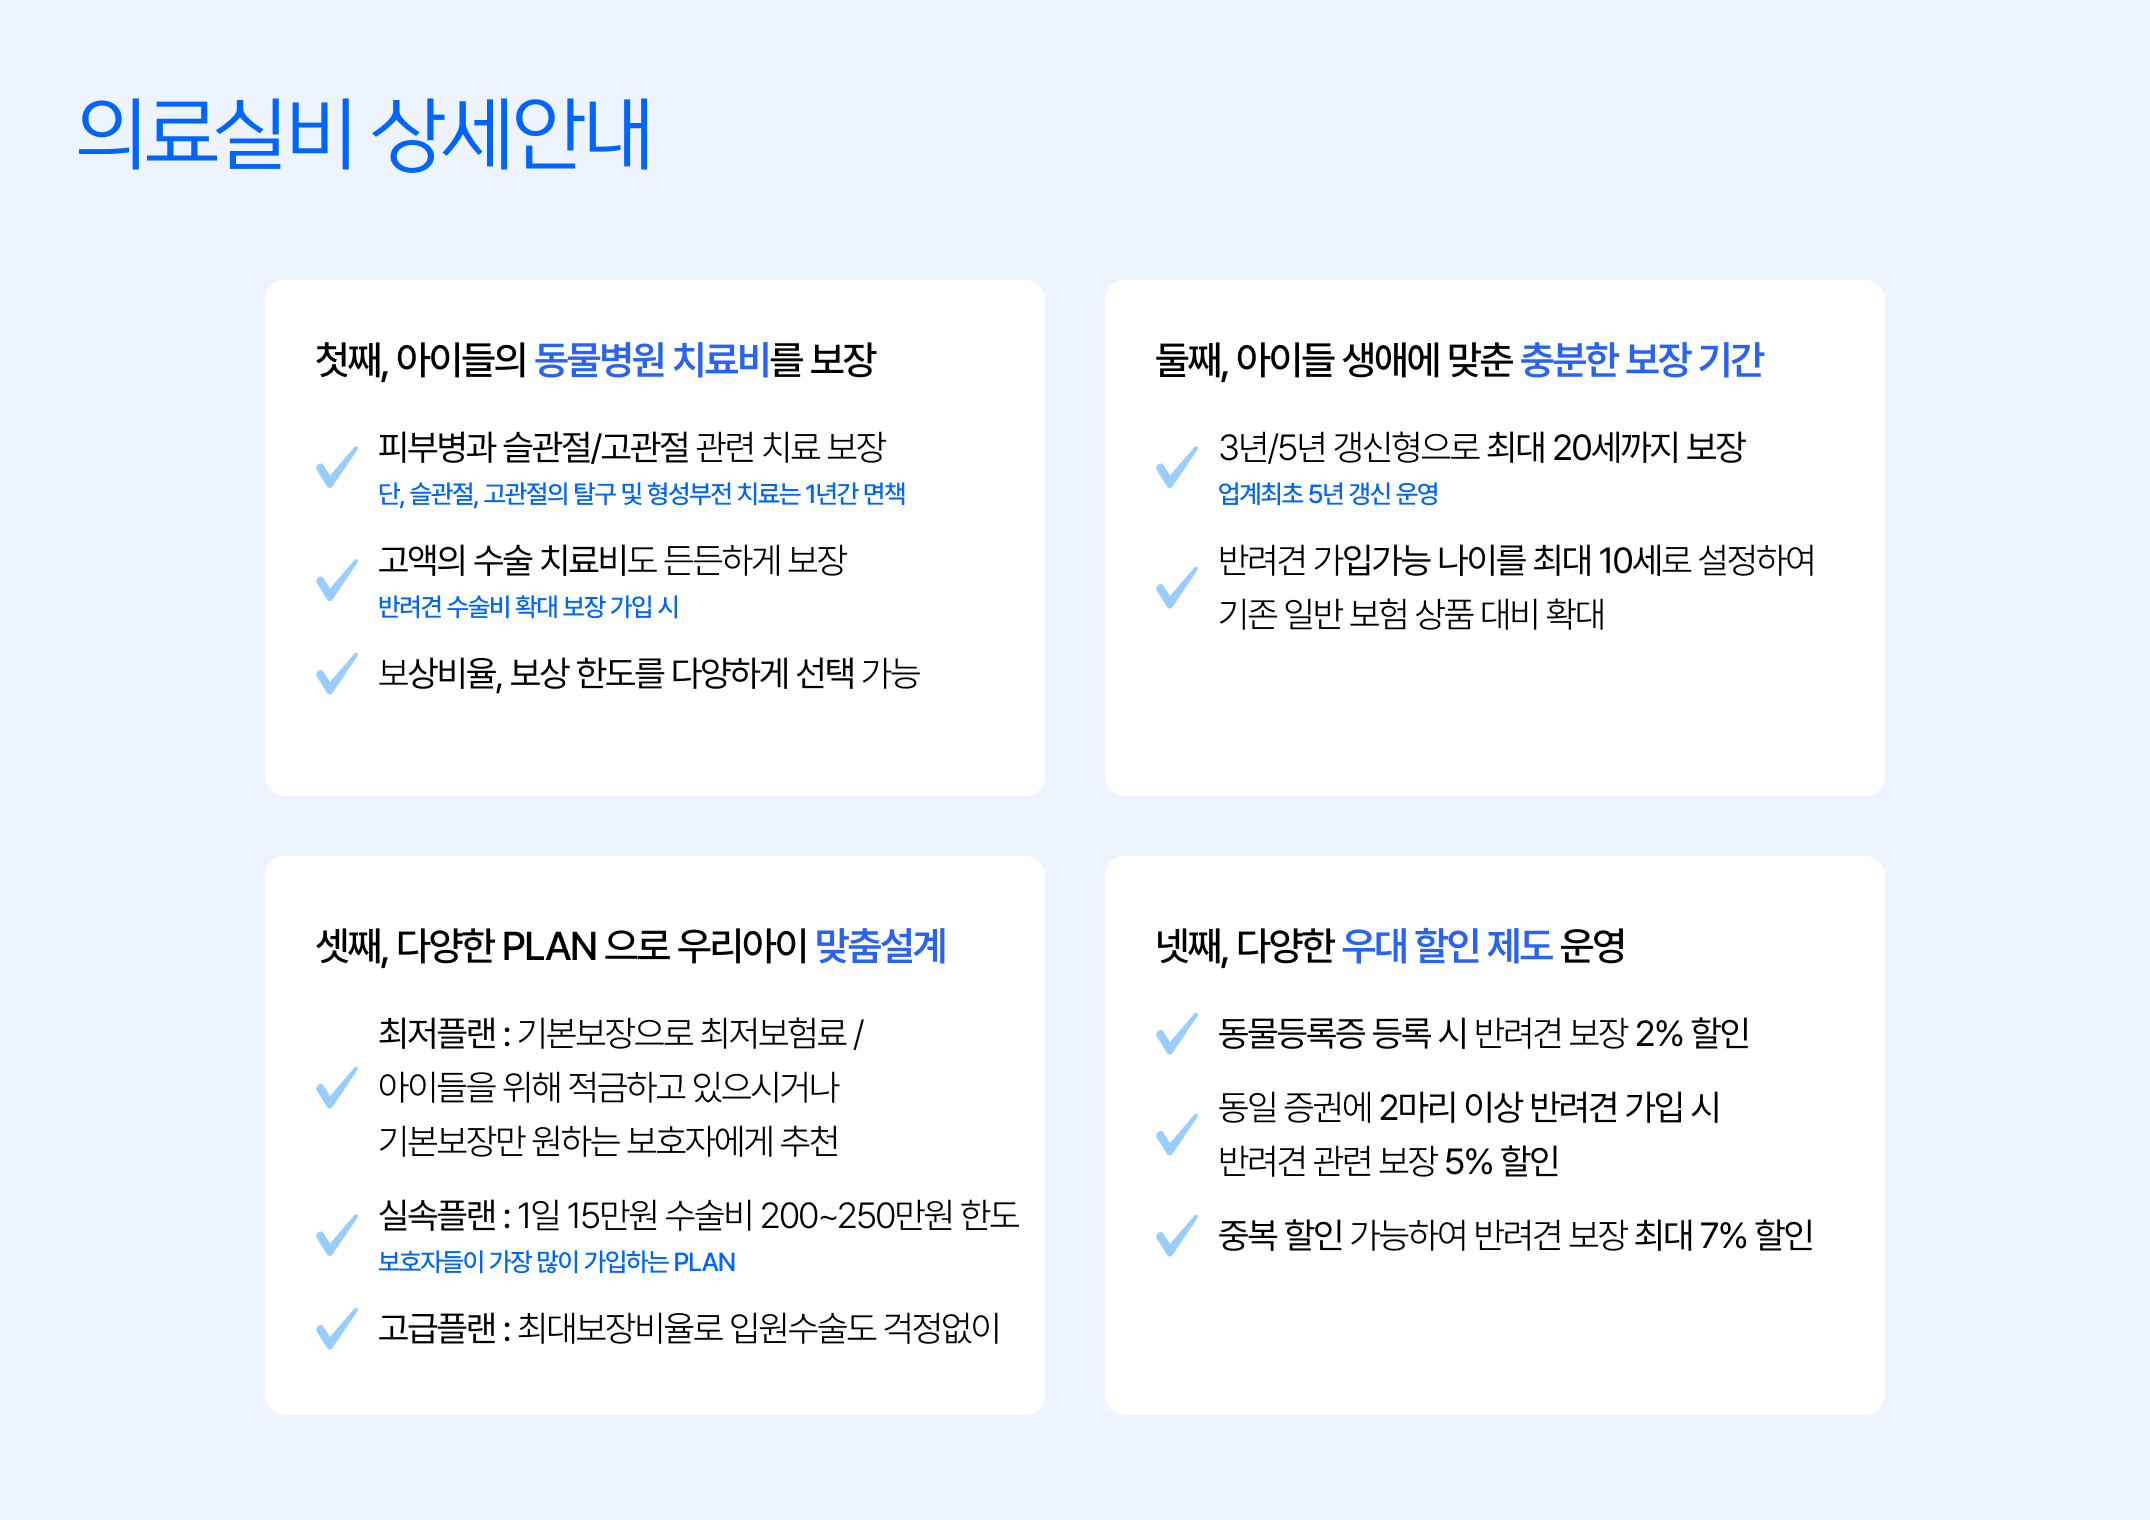 의료실비 상세안내
첫째, 아이들의 동물병원 치료비를 보장
피부병과 슬관절/고관절 관련 치료 보장
단, 슬관절, 고관절의 탈구 및 형성부전 치료는 1년간 면책
고액의 수술 치료비도 든든하게 보장
반려견 수술비 확대 보장 가입 시
보상비율, 보상 한도를 다양하게 선택 가능
둘째, 아이들 생애에 맞춘 충분한 보장 기간
3년/5년 갱신형으로 최대 20세까지 보장
업계최초 5년 갱신 운영
반려견 가입가능 나이를 최대 10세로 설정하여
기존 일반 보험 상품 대비 확대
셋째, 다양한 PLAN 으로 우리아이 맞춤설계
최저플랜 : 기본보장으로 최저보험료 /
아이들을 위해 적금하고 있으시거나
기본보장만 원하는 보호자에게 추천
실속플랜 : 1일 15만원 수술비 200~250만원 한도
보호자들이 가장 많이 가입하는 PLAN
고급플랜 : 최대보장비율로 입원수술도 걱정없이
넷째, 다양한 우대 할인 제도 운영
동물등록증 등록 시 반려견 보장 2% 할인
동일 증권에 2마리 이상 반려견 가입 시
반려견 관련 보장 5% 할인
중복 할인 가능하여 반려견 보장 최대 7% 할인